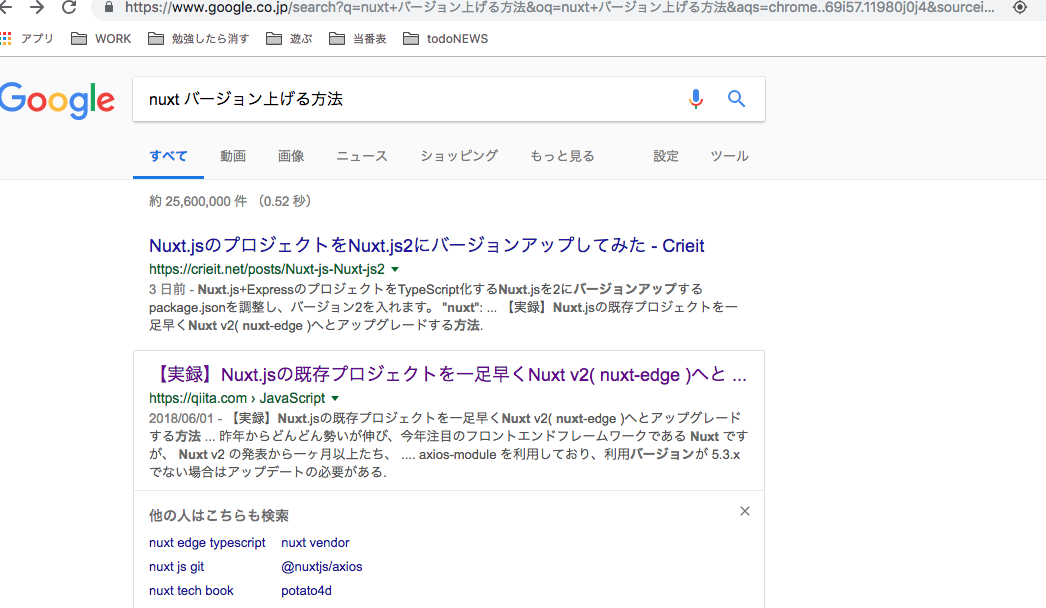 https://www.google.co.jp/search?q=nuxt+バージョン上げる方法&oq=nuxt+バージョン上げる方法&aqs=chrome..69i57.11980j0j4&sourcei...
アプリ WORK 勉強したら消す 遊ぶ 当番表 todoNEWS
Google
nuxt バージョン上げる方法
すべて 動画 画像 ニュース ショッピング もっと見る 設定 ツール
約 25,600,000 件 （0.52 秒）
Nuxt.jsのプロジェクトをNuxt.js2にバージョンアップしてみた - Crieit
https://crieit.net/posts/Nuxt-js-Nuxt-js2
3 日前 - Nuxt.js+ExpressのプロジェクトをTypeScript化するNuxt.jsを2にバージョンアップする
package.jsonを調整し、バージョン2を入れます。 "nuxt": ... 【実録】Nuxt.jsの既存プロジェクトを一
足早くNuxt v2( nuxt-edge )へとアップグレードする方法.
【実録】Nuxt.jsの既存プロジェクトを一足早くNuxt v2( nuxt-edge )へと ...
https://qiita.com › JavaScript
2018/06/01 - 【実録】Nuxt.jsの既存プロジェクトを一足早くNuxt v2( nuxt-edge )へとアップグレード
する方法 ... 昨年からどんどん勢いが伸び、今年注目のフロントエンドフレームワークである Nuxt です
が、 Nuxt v2 の発表から一ヶ月以上たち、 .... axios-module を利用しており、利用バージョンが 5.3.x
でない場合はアップデートの必要がある.
他の人はこちらも検索
nuxt edge typescript nuxt vendor
nuxt js git @nuxtjs/axios
nuxt tech book potato4d